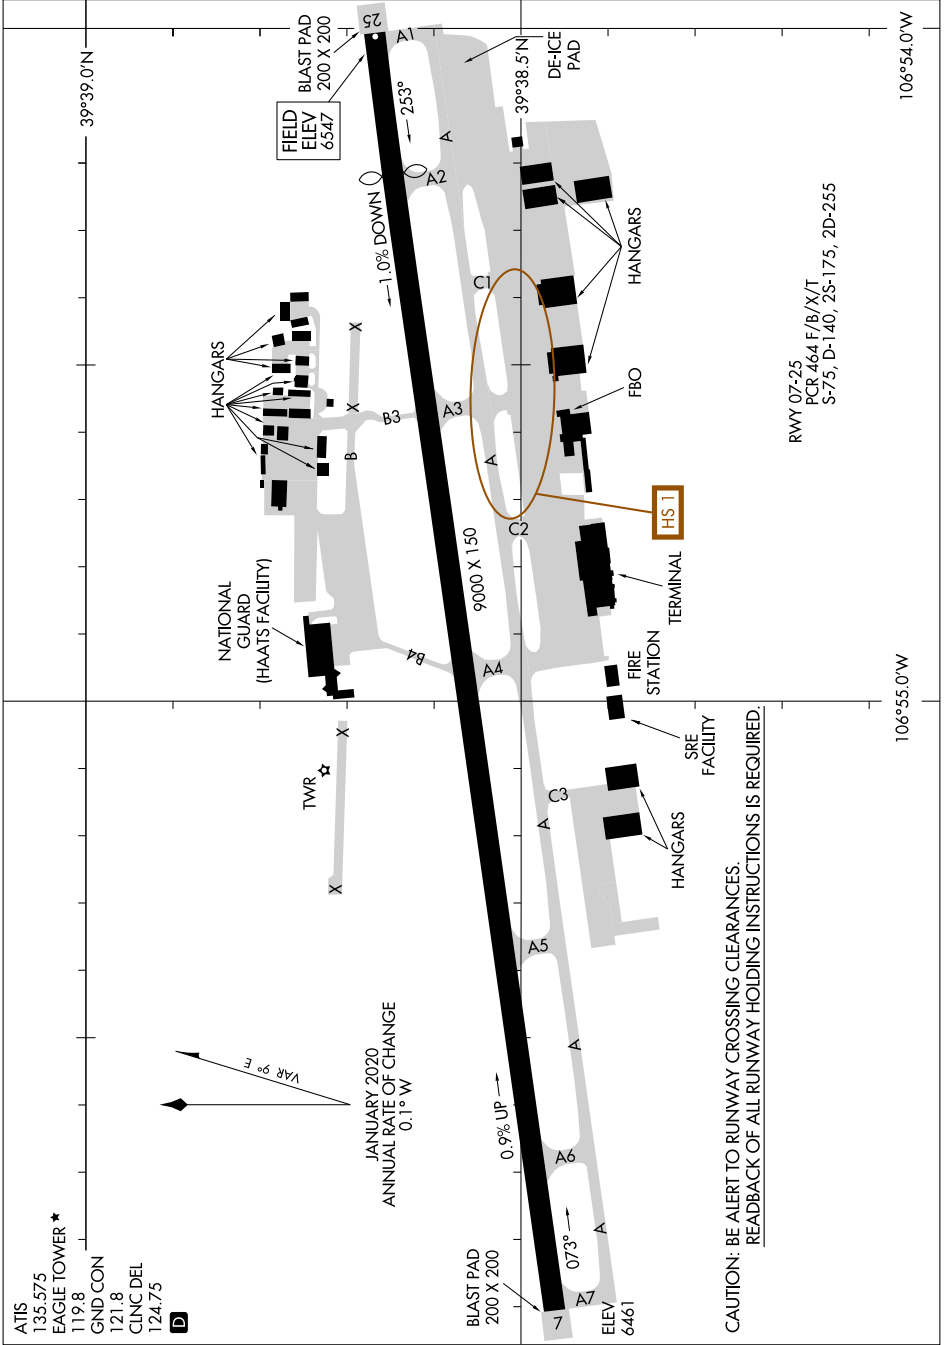 ATIS
135.575
EAGLE TOWER ★
119.8
GND CON
121.8
CLNC DEL
124.75
D
39°39.0'N
39°38.5'N
106°54.0'W
106°55.0'W
JANUARY 2020
ANNUAL RATE OF CHANGE
0.1° W
VAR 9° E
TWR
X
X
NATIONAL
GUARD
(HAATS FACILITY)
HANGARS
X
X
B
B3
B4
FIELD
ELEV
6547
BLAST PAD
200 X 200
25
A1
253°
A
A2
1.0% DOWN
DE-ICE
PAD
C1
A3
A
C2
9000 X 150
A4
HS 1
HANGARS
FBO
TERMINAL
FIRE
STATION
SRE
FACILITY
HANGARS
C3
A
A5
A
0.9% UP
A6
073°
A
A7
7
BLAST PAD
200 X 200
ELEV
6461
RWY 07-25
PCR 464 F/B/X/T
S-75, D-140, 2S-175, 2D-255
CAUTION: BE ALERT TO RUNWAY CROSSING CLEARANCES.
READBACK OF ALL RUNWAY HOLDING INSTRUCTIONS IS REQUIRED.